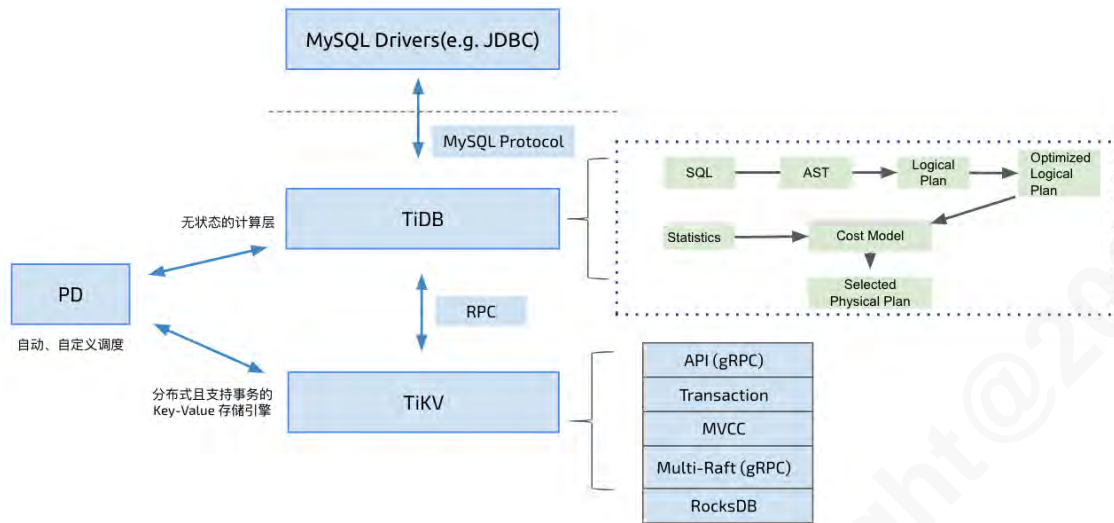 MySQL Drivers(e.g. JDBC)
MySQL Protocol
无状态的计算层
TiDB
SQL
AST
Logical
Plan
Optimized
Logical
Plan
Statistics
Cost Model
Selected
Physical Plan
PD
自动、自定义调度
RPC
分布式且支持事务的
Key-Value 存储引擎
TiKV
API (gRPC)
Transaction
MVCC
Multi-Raft (gRPC)
RocksDB